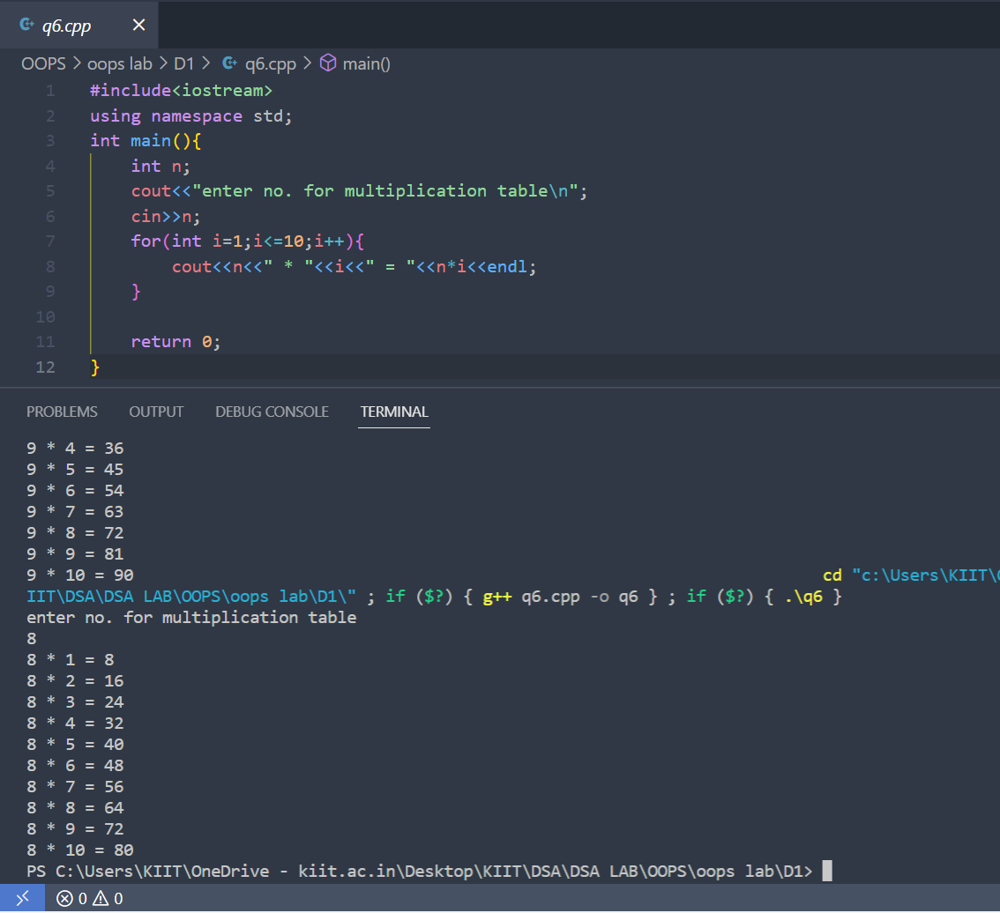 q6.cpp
OOPS > oops lab > D1 > q6.cpp > main()
1 #include<iostream>
2 using namespace std;
3 int main(){
4     int n;
5     cout<<"enter no. for multiplication table\n";
6     cin>>n;
7     for(int i=1;i<=10;i++){
8         cout<<n<<" * "<<i<<" = "<<n*i<<endl;
9     }
10
11     return 0;
12 }
PROBLEMS OUTPUT DEBUG CONSOLE TERMINAL
9 * 4 = 36
9 * 5 = 45
9 * 6 = 54
9 * 7 = 63
9 * 8 = 72
9 * 9 = 81
9 * 10 = 90 cd "c:\Users\KIIT\
IIT\DSA\DSA LAB\OOPS\oops lab\D1\" ; if ($?) { g++ q6.cpp -o q6 } ; if ($?) { .\q6 }
enter no. for multiplication table
8
8 * 1 = 8
8 * 2 = 16
8 * 3 = 24
8 * 4 = 32
8 * 5 = 40
8 * 6 = 48
8 * 7 = 56
8 * 8 = 64
8 * 9 = 72
8 * 10 = 80
PS C:\Users\KIIT\OneDrive - kiit.ac.in\Desktop\KIIT\DSA\DSA LAB\OOPS\oops lab\D1>
0 0